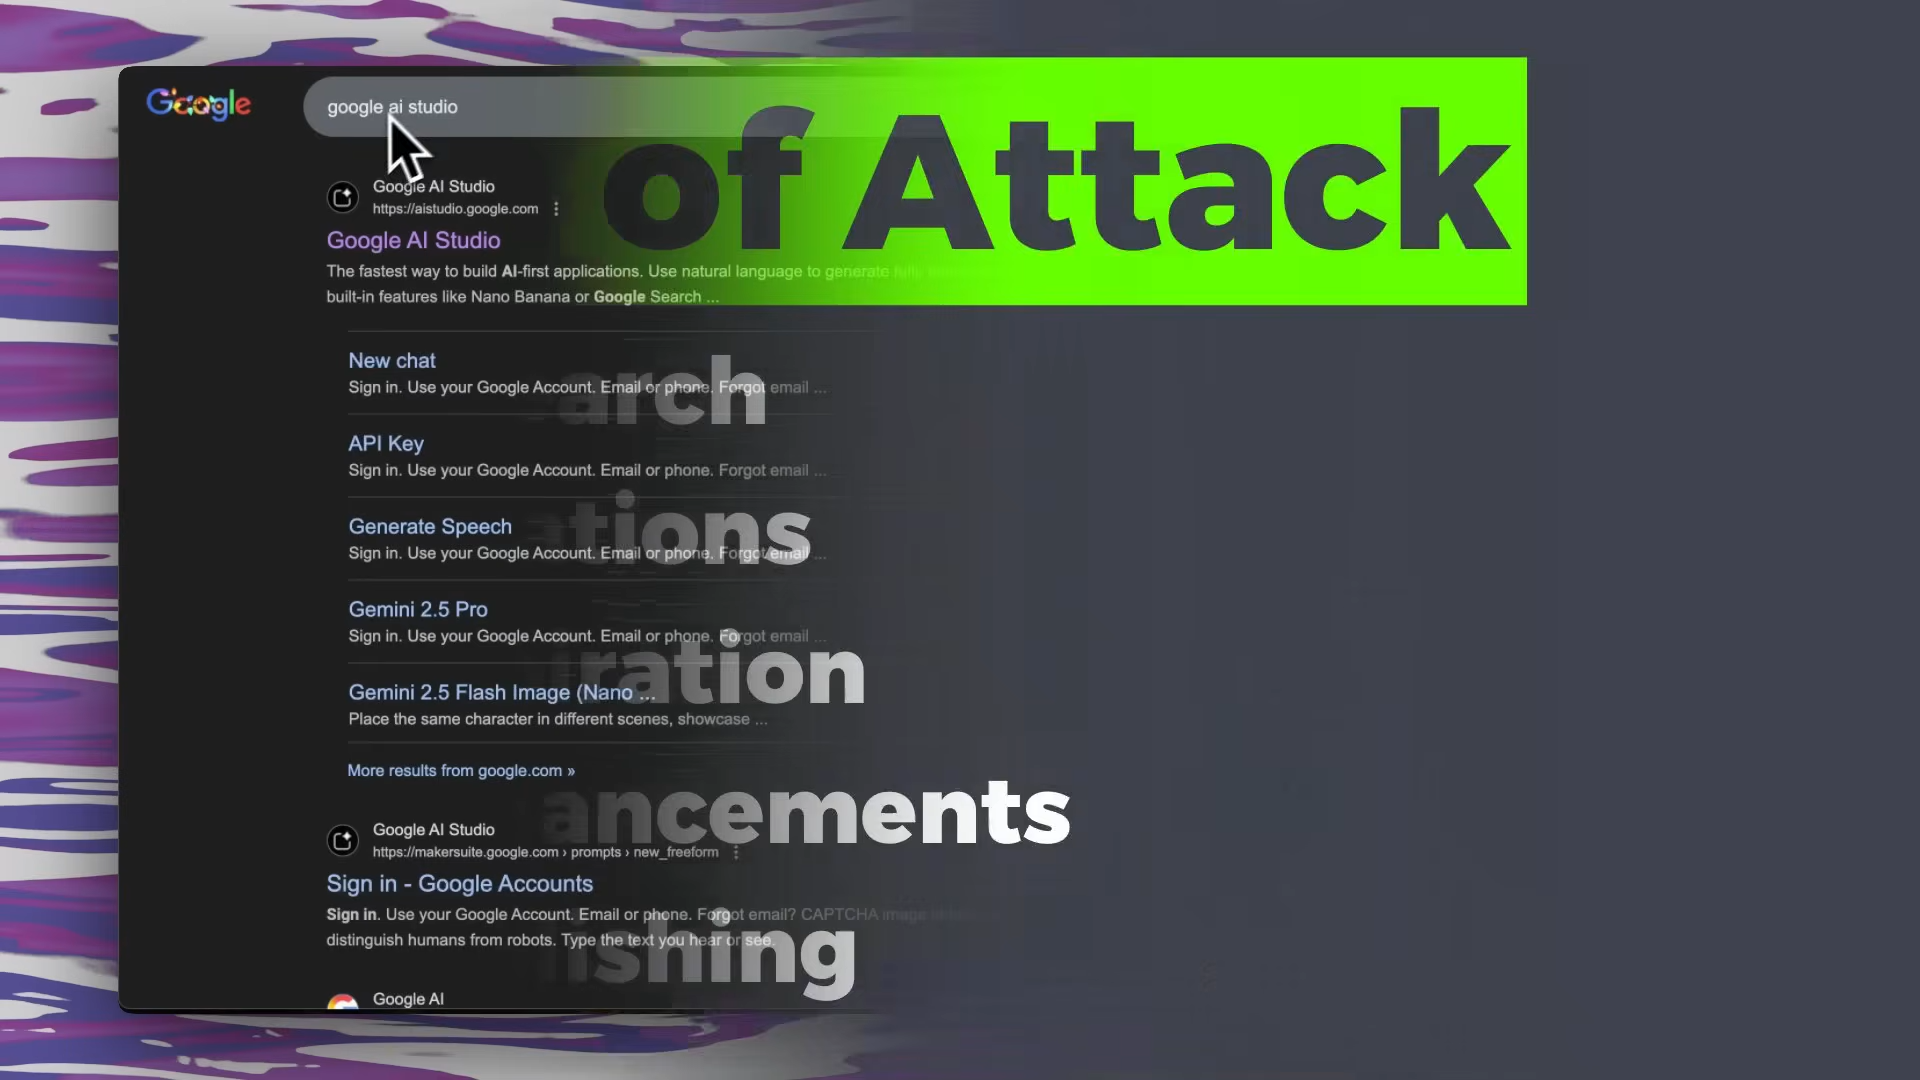 Google
google ai studio
of Attack
Google AI Studio
https://aistudio.google.com
Google AI Studio
The fastest way to build AI-first applications. Use natural language to generate fully
built-in features like Nano Banana or Google Search ...
New chat
Sign in. Use your Google Account. Email or phone. Forgot email ...
arch
API Key
Sign in. Use your Google Account. Email or phone. Forgot email ...
Generate Speech
ations
Sign in. Use your Google Account. Email or phone. Forgot email ...
Gemini 2.5 Pro
Sign in. Use your Google Account. Email or phone. Forgot email ...
iration
Gemini 2.5 Flash Image (Nano ...
Place the same character in different scenes, showcase ...
More results from google.com »
ancements
Google AI Studio
https://makersuite.google.com › prompts › new_freeform
Sign in - Google Accounts
Sign in. Use your Google Account. Email or phone. Forgot email? CAPTCHA image
distinguish humans from robots. Type the text you hear or see.
lishing
Google AI